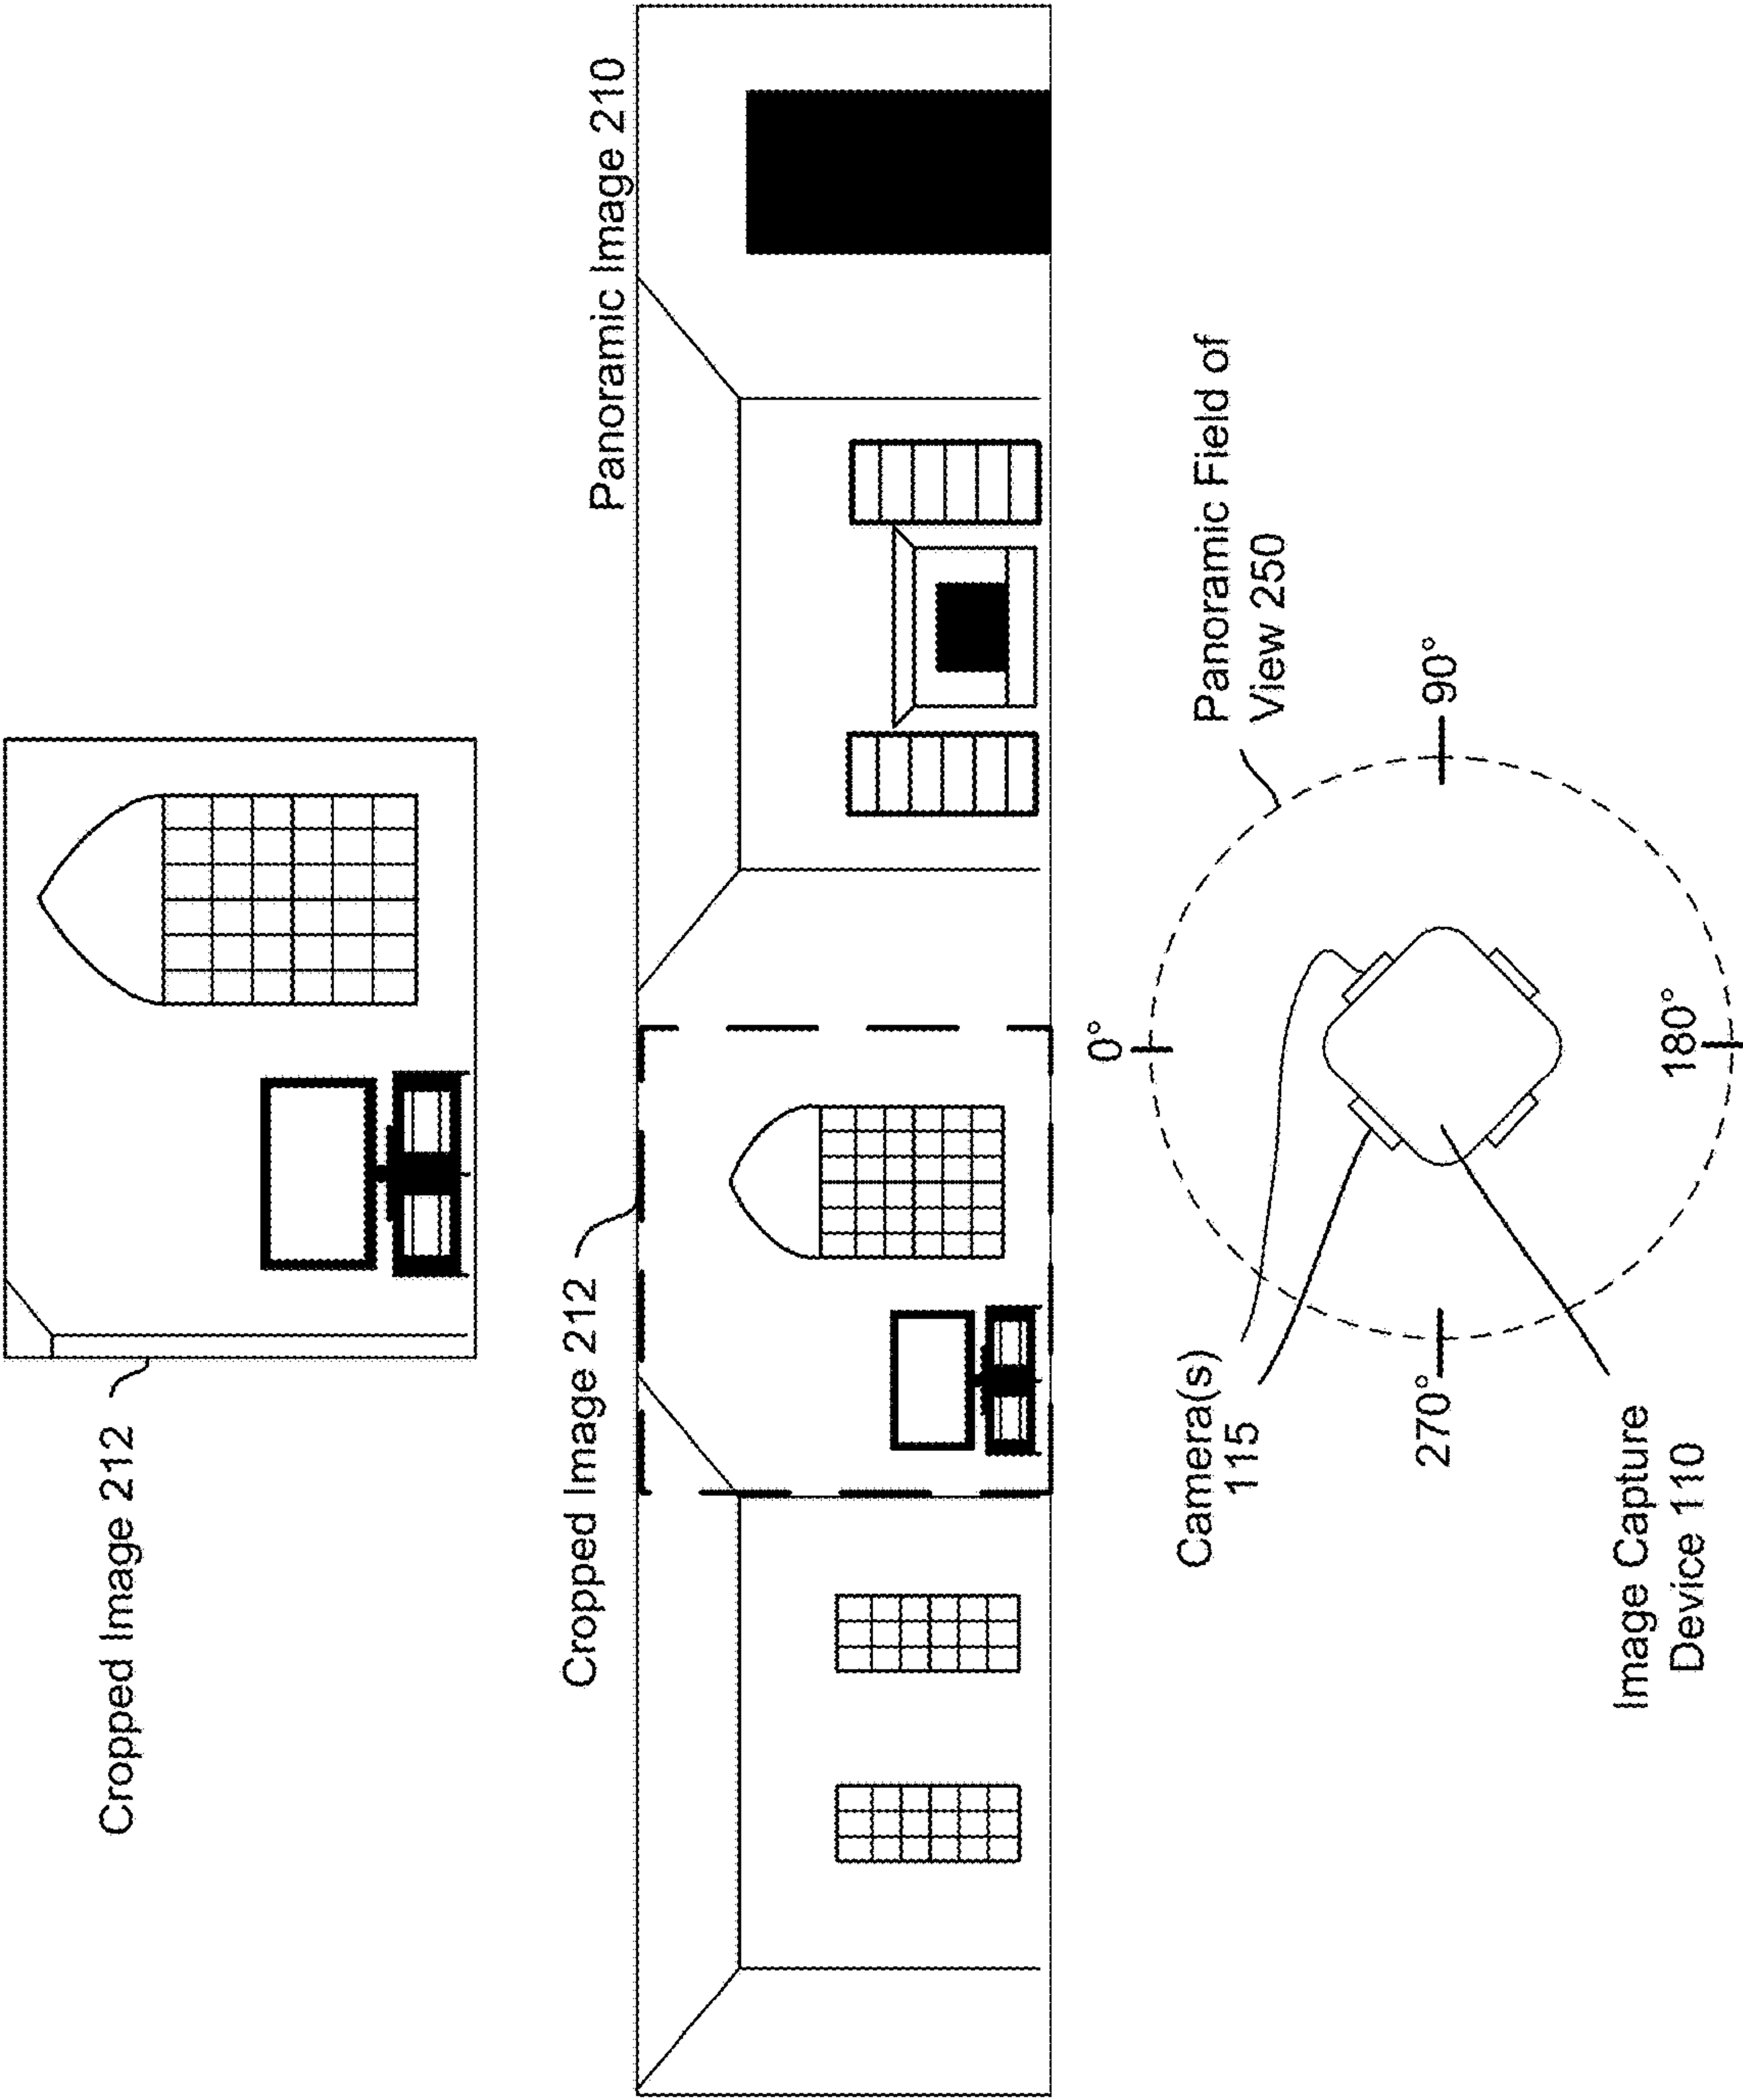 Cropped Image 212
Panoramic Image 210
Cropped Image 212
Panoramic Field of
View 250
Camera(s)
115
0°
90°
180°
270°
Image Capture
Device 110